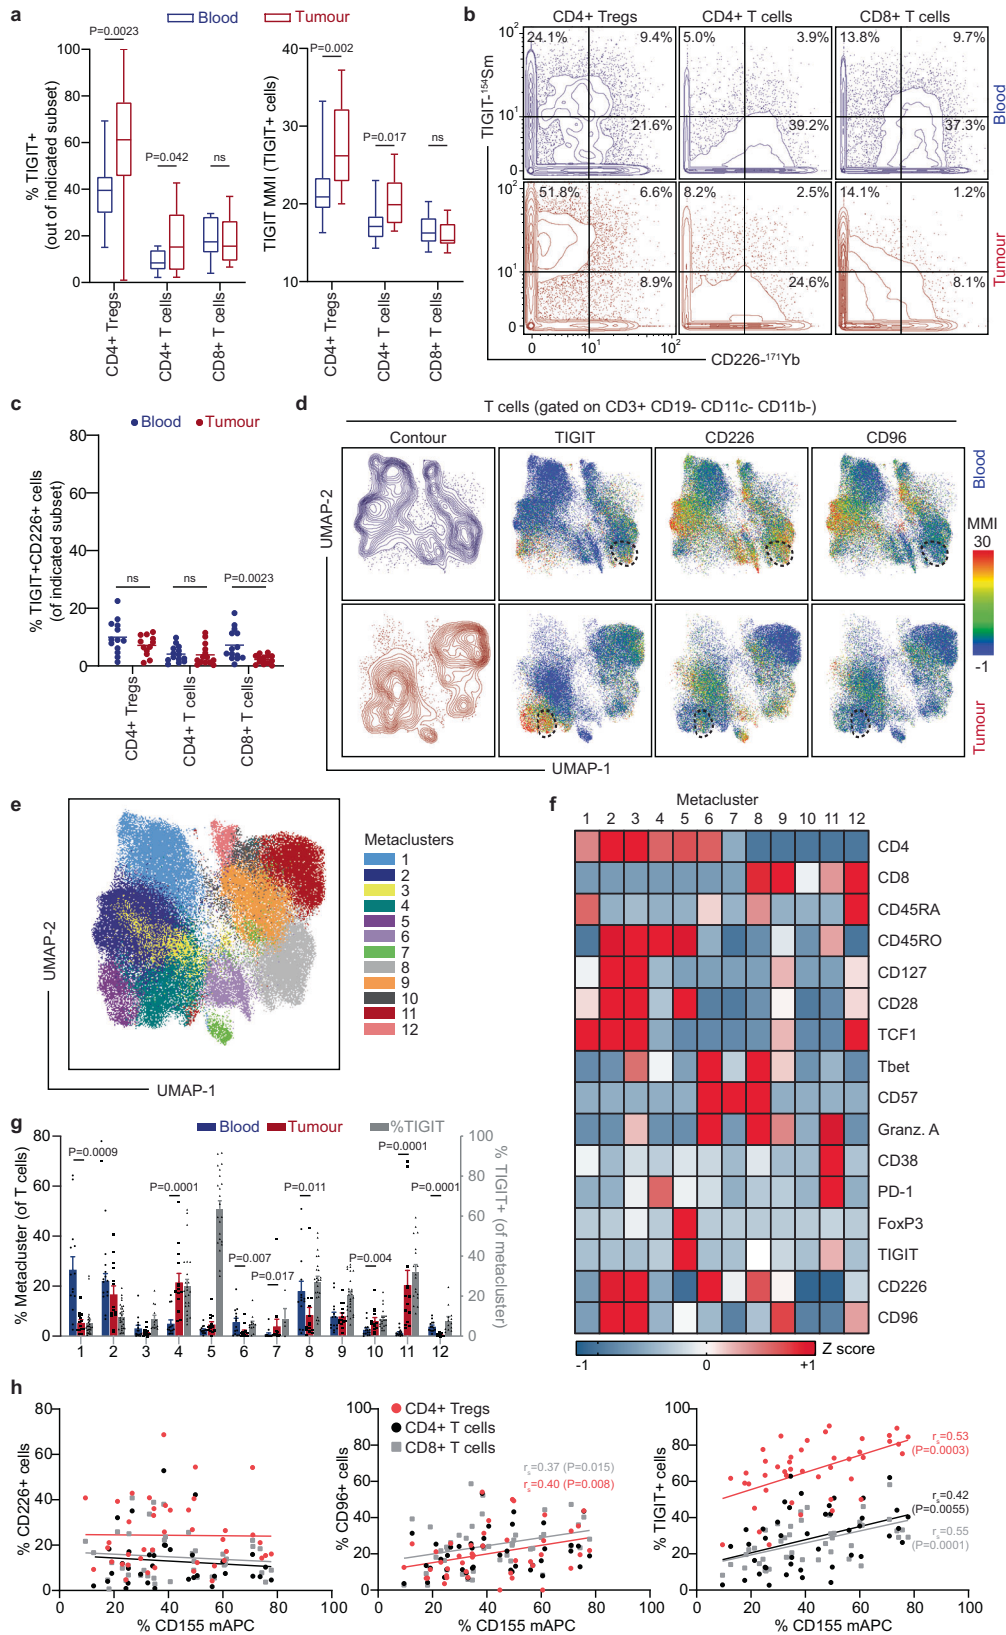 a
Blood Tumour
% TIGIT+
(out of indicated subset)
P=0.0023
P=0.042
ns
100
80
60
40
20
0
CD4+ Tregs
CD4+ T cells
CD8+ T cells
TIGIT MMI (TIGIT+ cells)
P=0.002
P=0.017
ns
40
30
20
10
CD4+ Tregs
CD4+ T cells
CD8+ T cells
b
CD4+ Tregs CD4+ T cells CD8+ T cells
TIGIT-¹⁵⁴Sm
10² 24.1% 9.4% 5.0% 3.9% 13.8% 9.7%
10¹
21.6% 39.2% 37.3%
0
Blood
10² 51.8% 6.6% 8.2% 2.5% 14.1% 1.2%
10¹
8.9% 24.6% 8.1%
0
Tumour
0 10¹ 10²
CD226-¹⁷¹Yb
c
Blood Tumour
% TIGIT+CD226+ cells
(of indicated subset)
80
60
40
20
0
ns
ns
P=0.0023
CD4+ Tregs
CD4+ T cells
CD8+ T cells
d
T cells (gated on CD3+ CD19- CD11c- CD11b-)
Contour TIGIT CD226 CD96
Blood
Tumour
MMI
30
-1
UMAP-2
UMAP-1
e
UMAP-2
UMAP-1
Metaclusters
1
2
3
4
5
6
7
8
9
10
11
12
f
Metacluster
1 2 3 4 5 6 7 8 9 10 11 12
CD4
CD8
CD45RA
CD45RO
CD127
CD28
TCF1
Tbet
CD57
Granz. A
CD38
PD-1
FoxP3
TIGIT
CD226
CD96
-1 0 +1
Z score
g
Blood Tumour %TIGIT
% Metacluster (of T cells)
80
60
40
20
0
% TIGIT+ (of metacluster)
100
80
60
40
20
0
P=0.0009
P=0.0001
P=0.007
P=0.017
P=0.011
P=0.004
P=0.0001
P=0.0001
1 2 3 4 5 6 7 8 9 10 11 12
h
% CD226+ cells
80
60
40
20
0
0 20 40 60 80 100
% CD155 mAPC
CD4+ Tregs
CD4+ T cells
CD8+ T cells
% CD96+ cells
100
80
60
40
20
0
rₛ=0.37 (P=0.015)
rₛ=0.40 (P=0.008)
0 20 40 60 80 100
% CD155 mAPC
% TIGIT+ cells
100
80
60
40
20
0
rₛ=0.53
(P=0.0003)
rₛ=0.42
(P=0.0055)
rₛ=0.55
(P=0.0001)
0 20 40 60 80 100
% CD155 mAPC